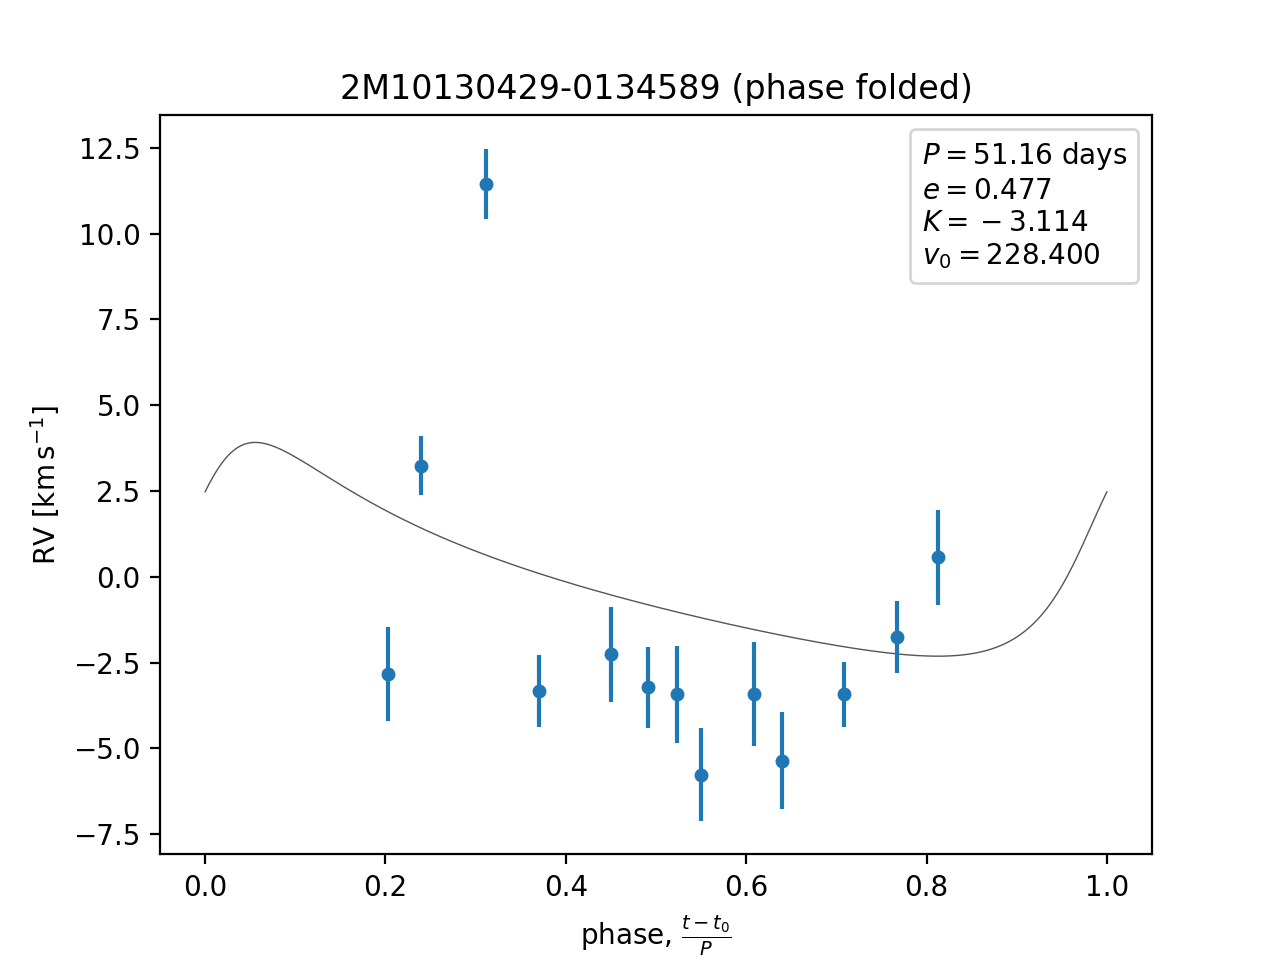 2M10130429-0134589 (phase folded)
P = 51.16 days
e = 0.477
K = −3.114
v₀ = 228.400
12.5
10.0
7.5
5.0
2.5
0.0
−2.5
−5.0
−7.5
RV [km s⁻¹]
0.0 0.2 0.4 0.6 0.8 1.0
phase, (t − t₀)/P